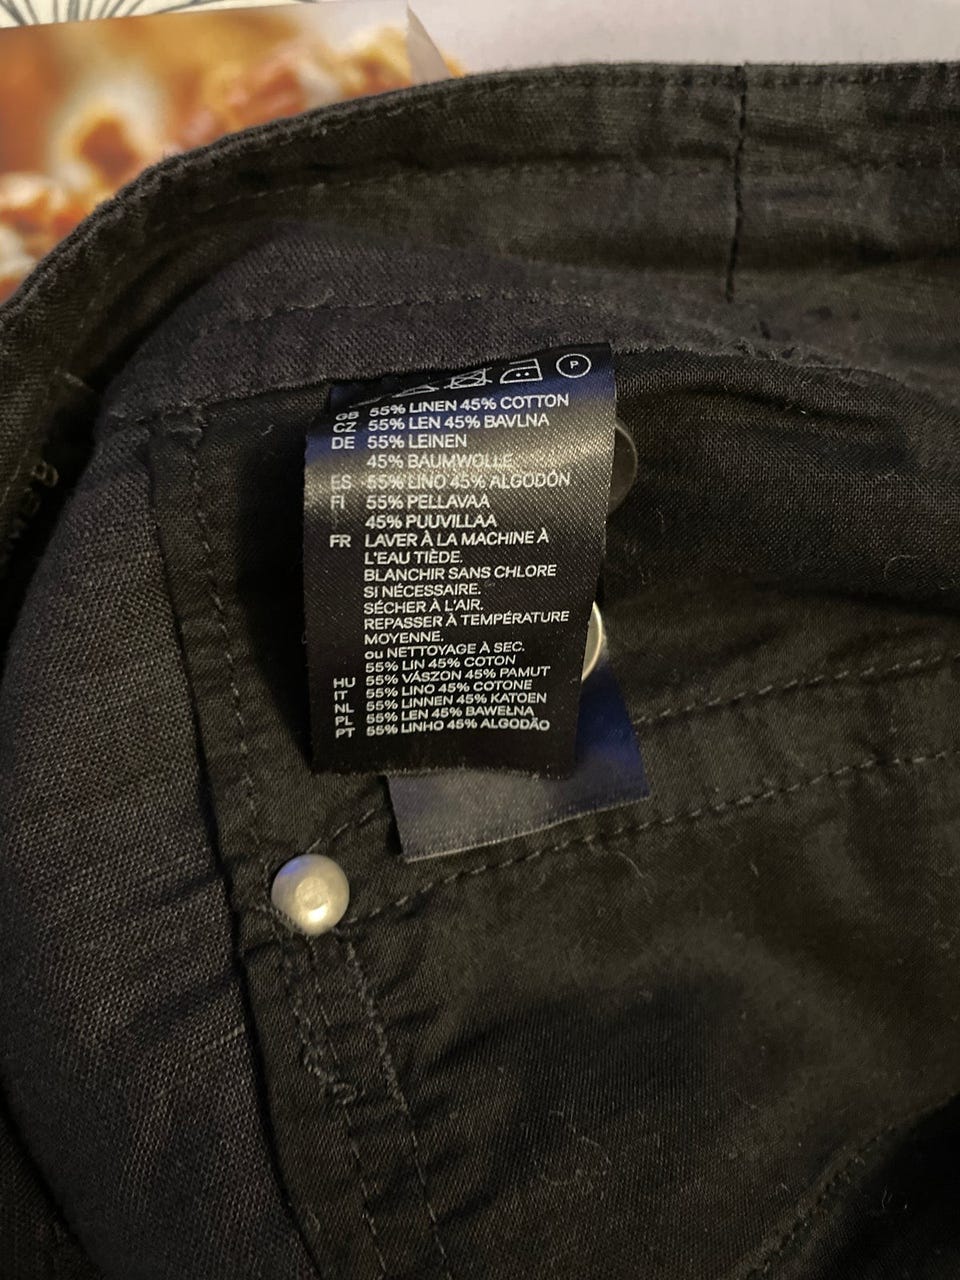 P
GB 55% LINEN 45% COTTON
CZ 55% LEN 45% BAVLNA
DE 55% LEINEN
45% BAUMWOLLE
ES 55% LINO 45% ALGODÓN
FI 55% PELLAVAA
45% PUUVILLAA
FR LAVER À LA MACHINE À
L'EAU TIÈDE.
BLANCHIR SANS CHLORE
SI NÉCESSAIRE.
SÉCHER À L'AIR.
REPASSER À TEMPÉRATURE
MOYENNE.
ou NETTOYAGE À SEC.
55% LIN 45% COTON
HU 55% VÁSZON 45% PAMUT
IT 55% LINO 45% COTONE
NL 55% LINNEN 45% KATOEN
PL 55% LEN 45% BAWEŁNA
PT 55% LINHO 45% ALGODÃO